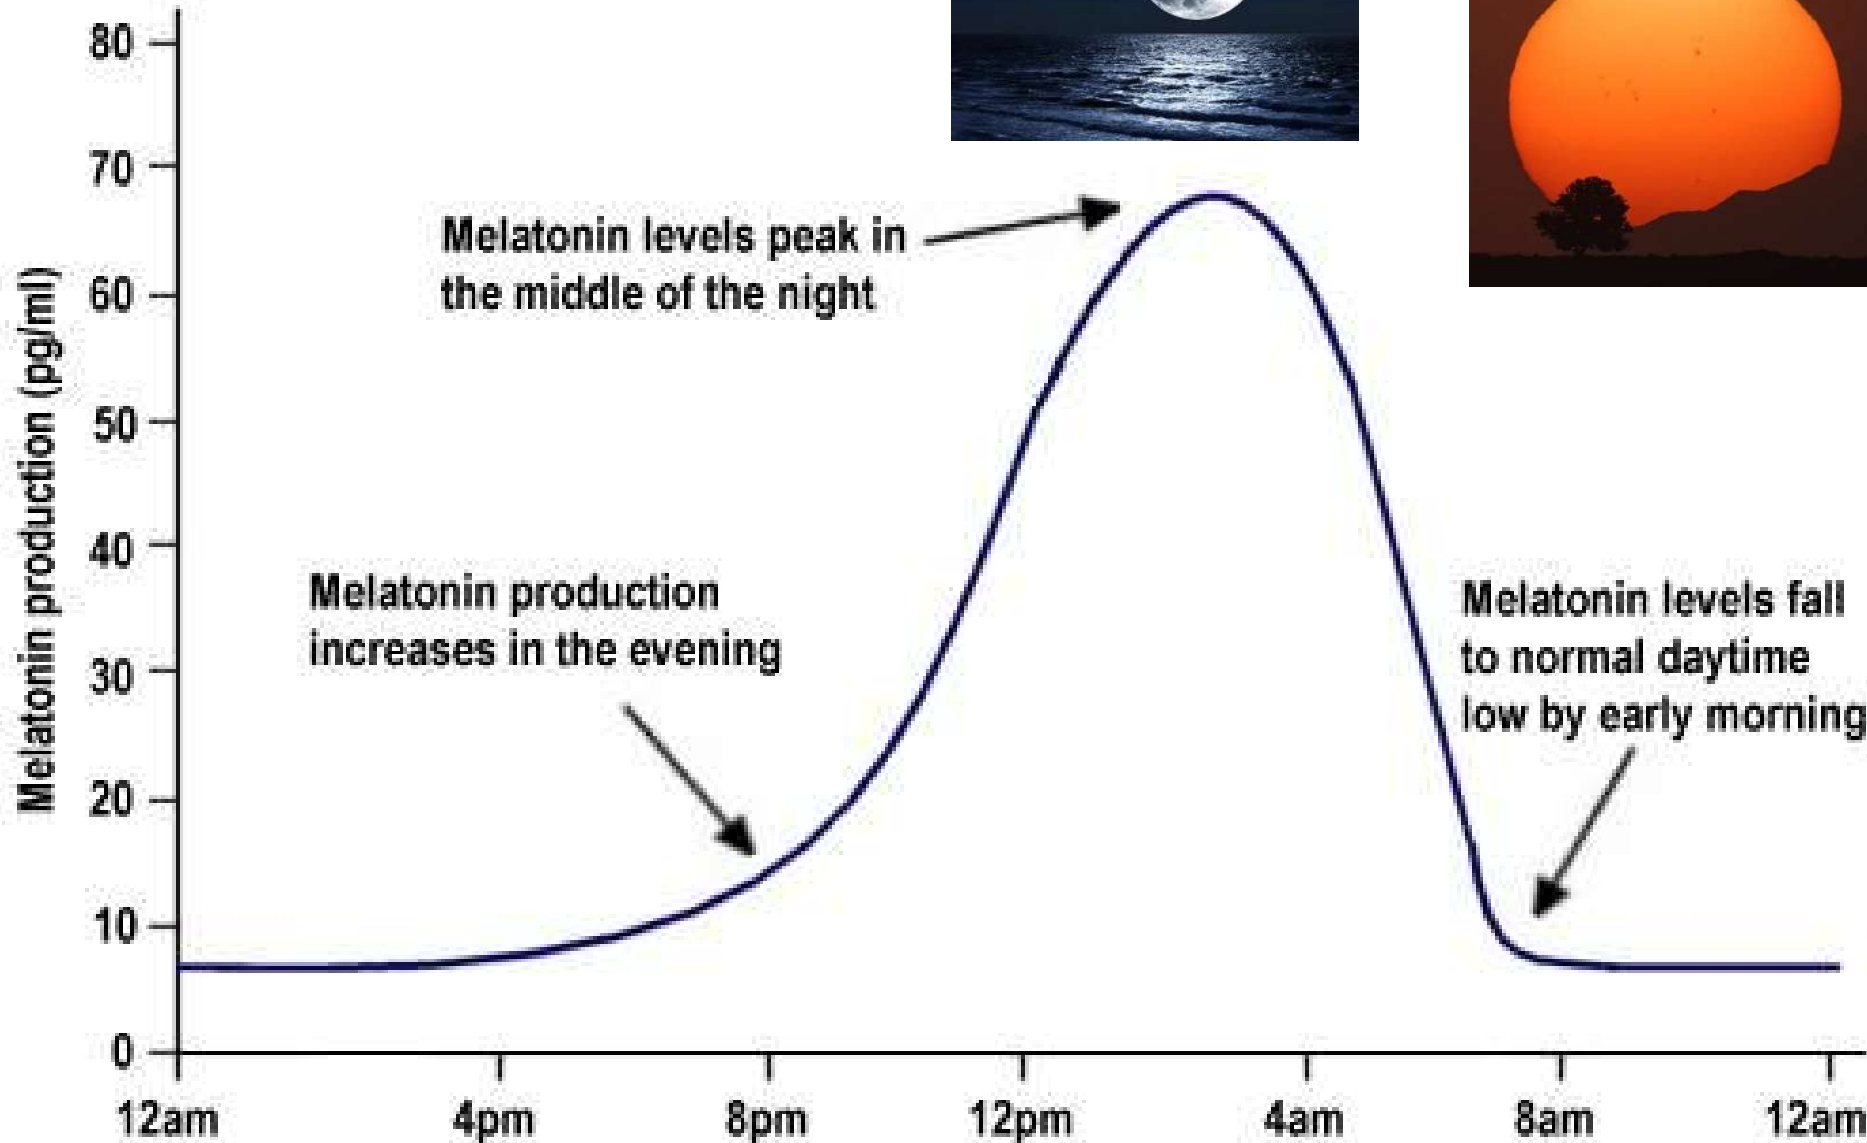 Melatonin production (pg/ml)
80
70
60
50
40
30
20
10
0
Melatonin levels peak in
the middle of the night
Melatonin production
increases in the evening
Melatonin levels fall
to normal daytime
low by early morning
12am 4pm 8pm 12pm 4am 8am 12am